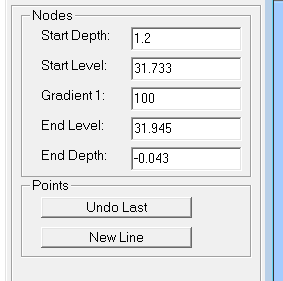 Nodes
Start Depth: 1.2
Start Level: 31.733
Gradient 1: 100
End Level: 31.945
End Depth: -0.043
Points
Undo Last
New Line